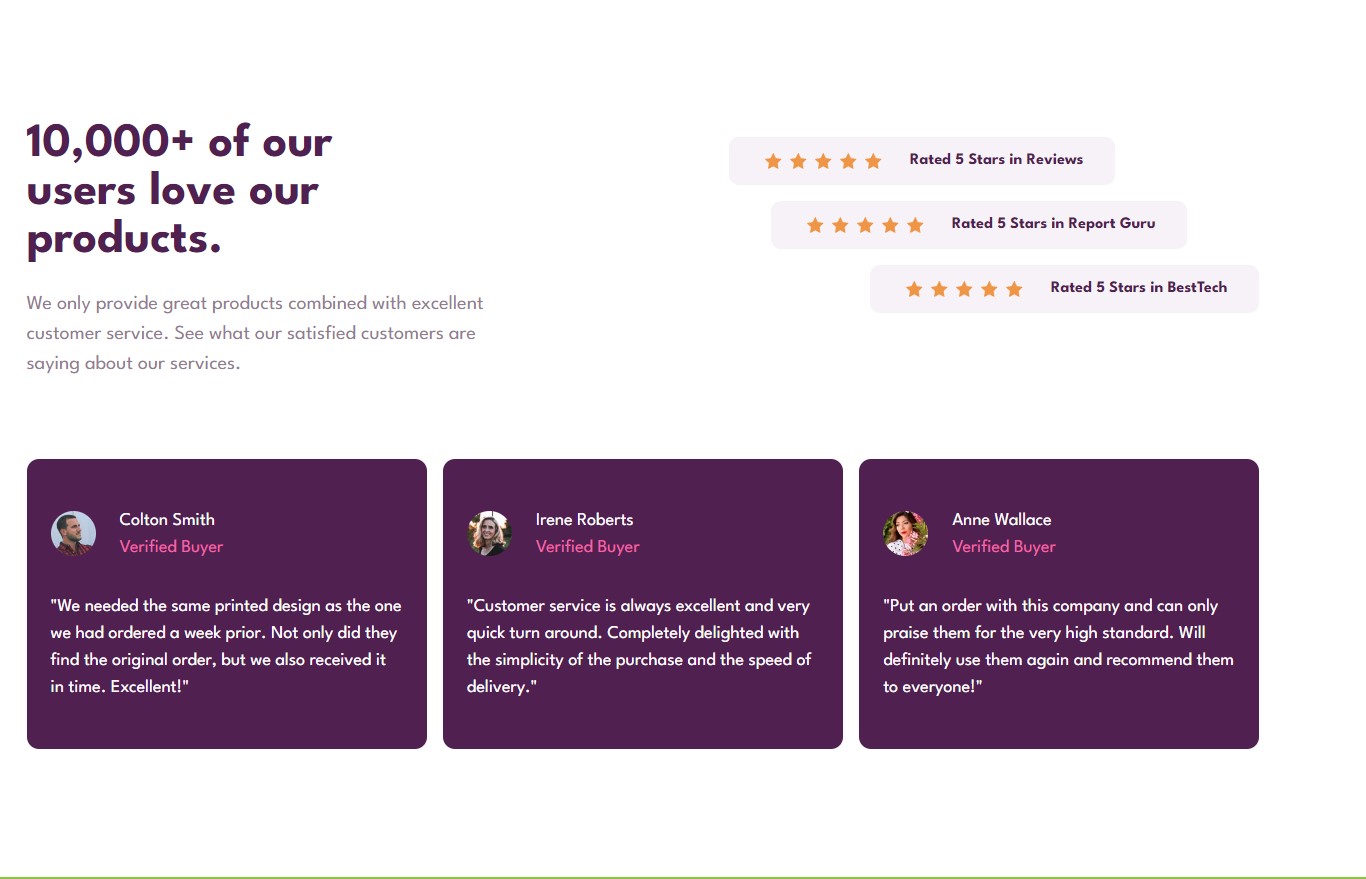 10,000+ of our
users love our
products.
We only provide great products combined with excellent
customer service. See what our satisfied customers are
saying about our services.
Rated 5 Stars in Reviews
Rated 5 Stars in Report Guru
Rated 5 Stars in BestTech
Colton Smith
Verified Buyer
"We needed the same printed design as the one
we had ordered a week prior. Not only did they
find the original order, but we also received it
in time. Excellent!"
Irene Roberts
Verified Buyer
"Customer service is always excellent and very
quick turn around. Completely delighted with
the simplicity of the purchase and the speed of
delivery."
Anne Wallace
Verified Buyer
"Put an order with this company and can only
praise them for the very high standard. Will
definitely use them again and recommend them
to everyone!"